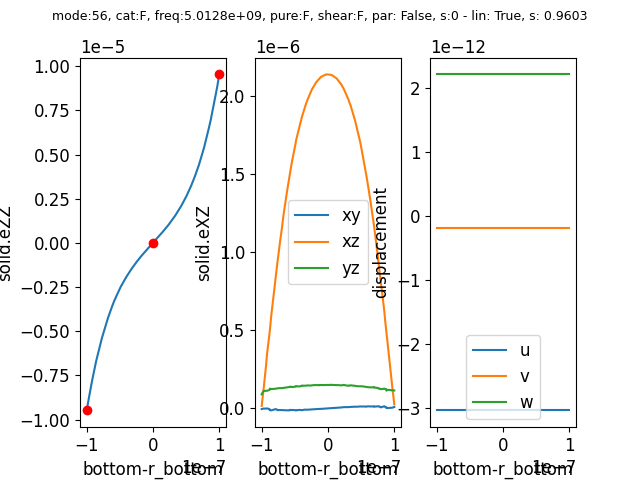 mode:56, cat:F, freq:5.0128e+09, pure:F, shear:F, par: False, s:0 - lin: True, s: 0.9603
1e−5
1.00
0.75
0.50
0.25
0.00
−0.25
−0.50
−0.75
−1.00
solid.eZZ
−1
0
1
bottom-r_bottom
1e−7
1e−6
2.0
1.5
1.0
0.5
0.0
solid.eXZ
xy
xz
yz
−1
0
1
bottom-r_bottom
1e−7
1e−12
2
1
0
−1
−2
−3
displacement
u
v
w
−1
0
1
bottom-r_bottom
1e−7